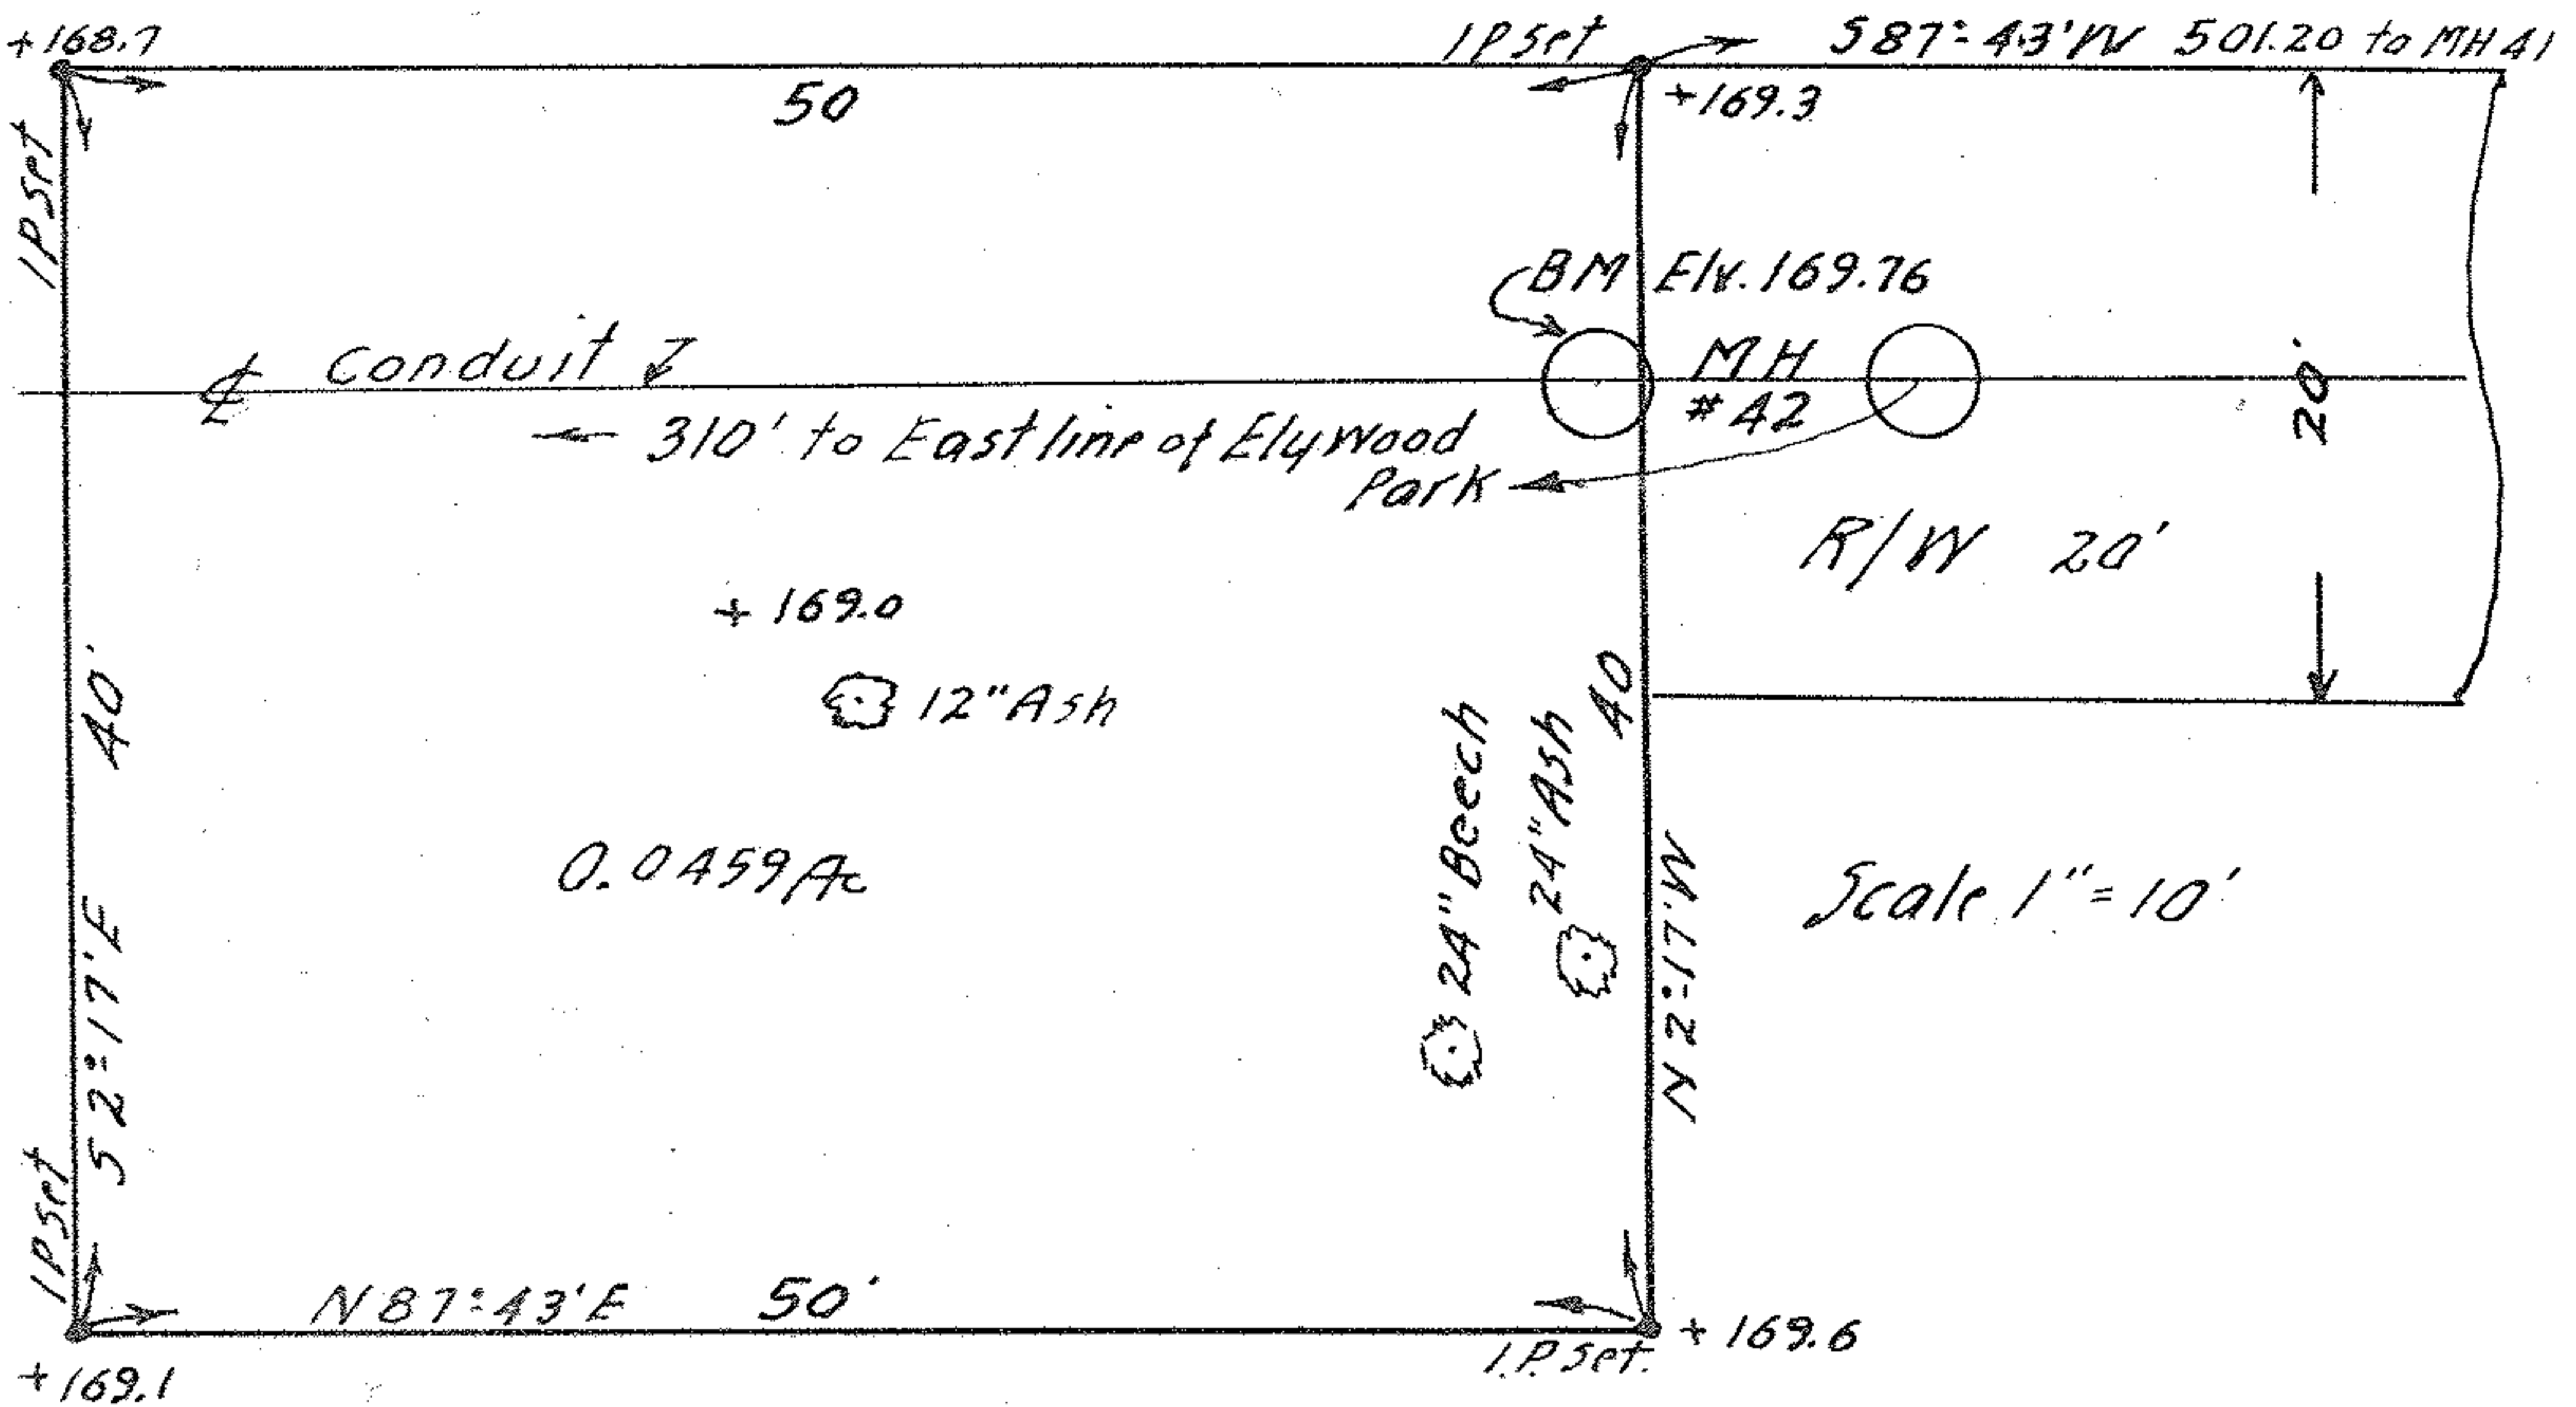 +168.7
IP Set
S 87°-43' W 501.20 to MH 41
50
+169.3
IP Set
BM Elv. 169.76
℄ Conduit
MH
#42
20'
← 310' to East line of Elywood
Park
R/W 20'
+ 169.0
12" Ash
40'
40
24" Beech
24" Ash
0.0459 Ac
Scale 1" = 10'
S 2°-17' E
N 2°-17' W
IP Set
N 87°-43' E 50'
I.P. Set.
+ 169.6
+169.1